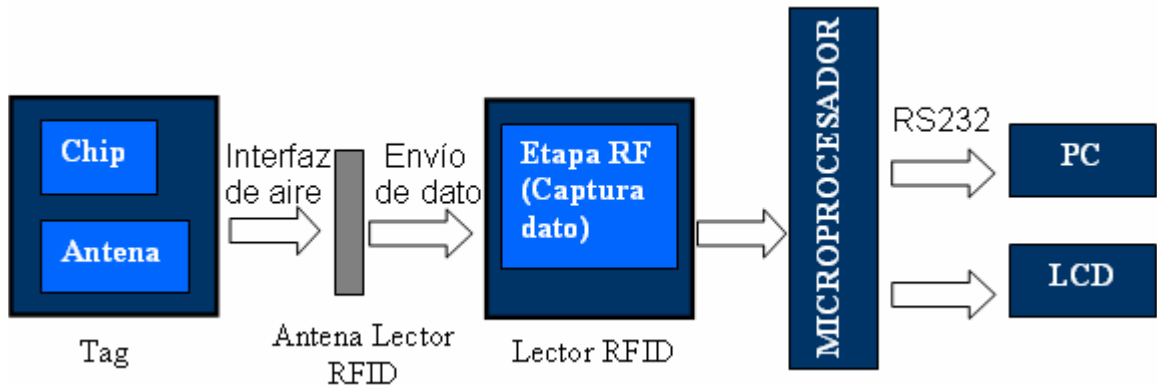 Chip
Antena
Tag
Interfaz
de aire
Antena Lector
RFID
Envío
de dato
Etapa RF
(Captura
dato)
Lector RFID
MICROPROCESADOR
RS232
PC
LCD